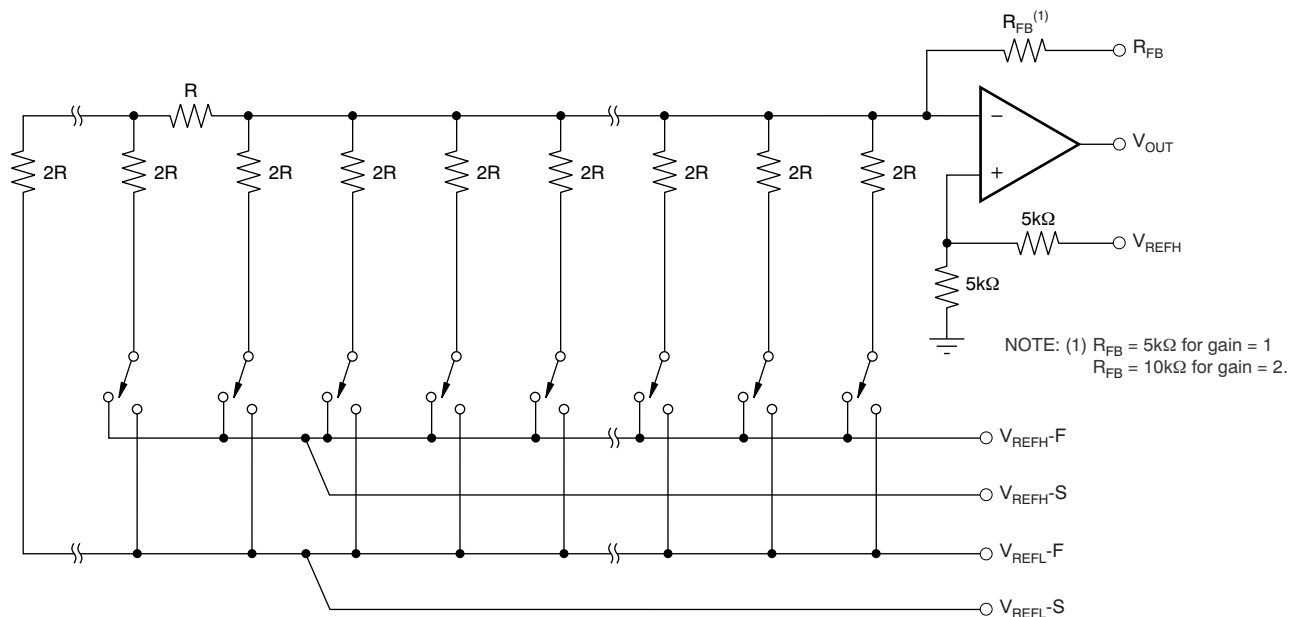 R_FB^(1)
R_FB
R
2R
2R
2R
2R
2R
2R
2R
2R
2R
−
+
V_OUT
5kΩ
V_REFH
5kΩ
NOTE: (1) R_FB = 5kΩ for gain = 1
R_FB = 10kΩ for gain = 2.
V_REFH-F
V_REFH-S
V_REFL-F
V_REFL-S